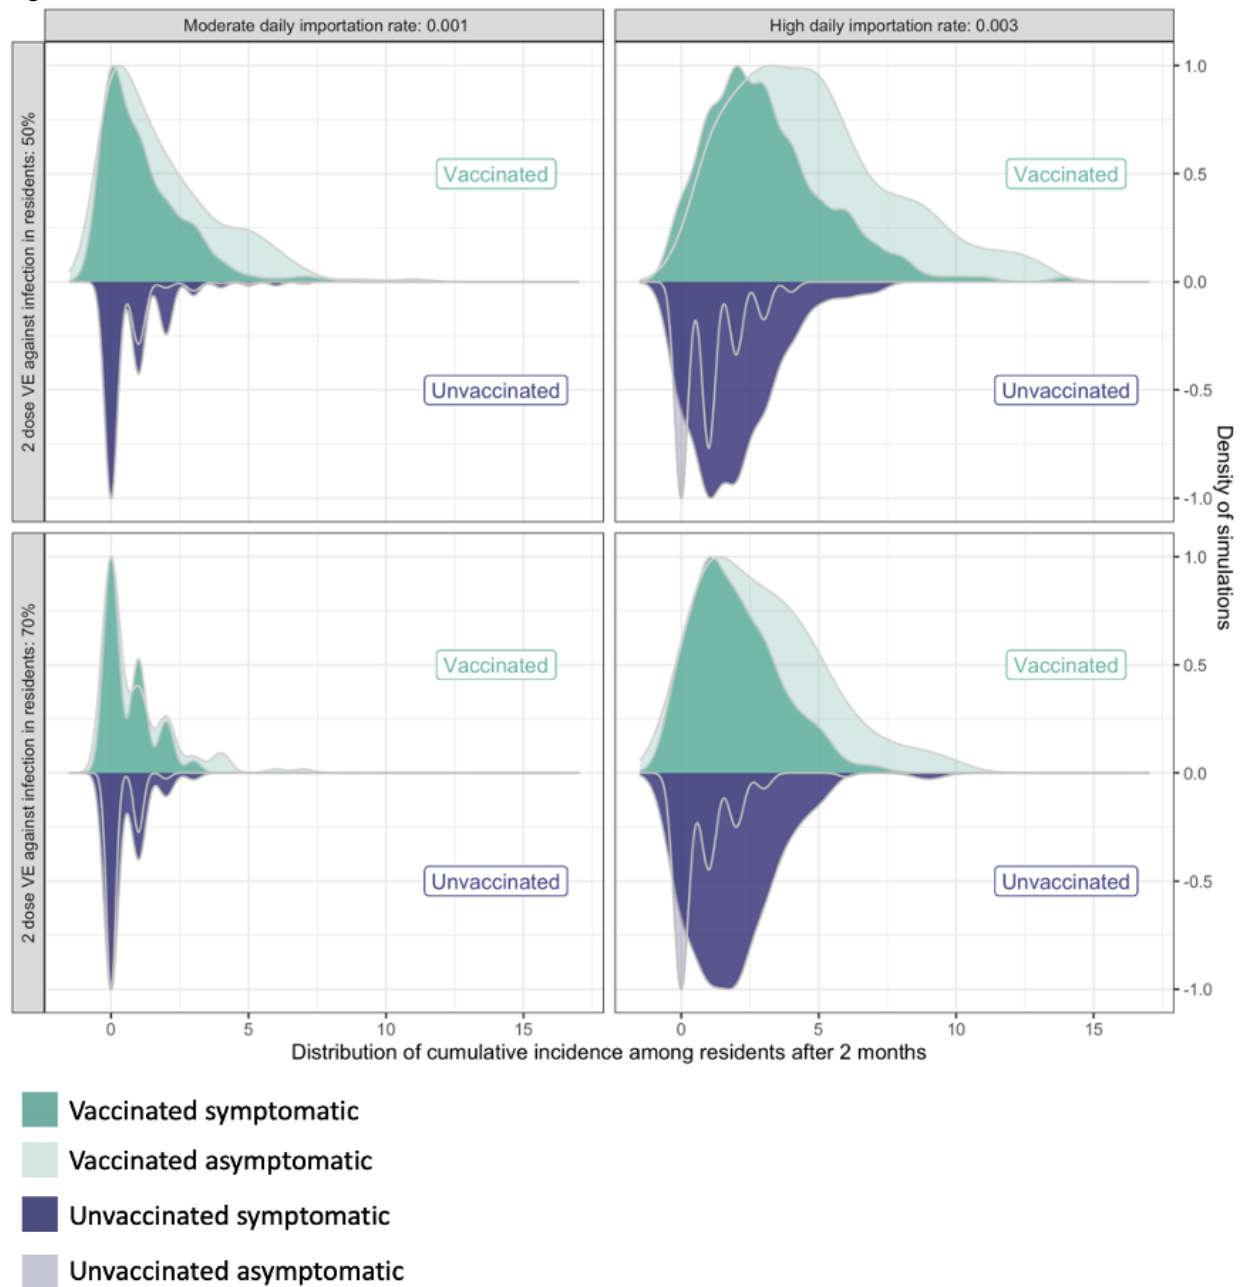 Moderate daily importation rate: 0.001
High daily importation rate: 0.003
2 dose VE against infection in residents: 50%
Vaccinated
Unvaccinated
Vaccinated
Unvaccinated
1.0
0.5
0.0
-0.5
-1.0
2 dose VE against infection in residents: 70%
Vaccinated
Unvaccinated
Vaccinated
Unvaccinated
1.0
0.5
0.0
-0.5
-1.0
Density of simulations
0 5 10 15
0 5 10 15
Distribution of cumulative incidence among residents after 2 months
Vaccinated symptomatic
Vaccinated asymptomatic
Unvaccinated symptomatic
Unvaccinated asymptomatic